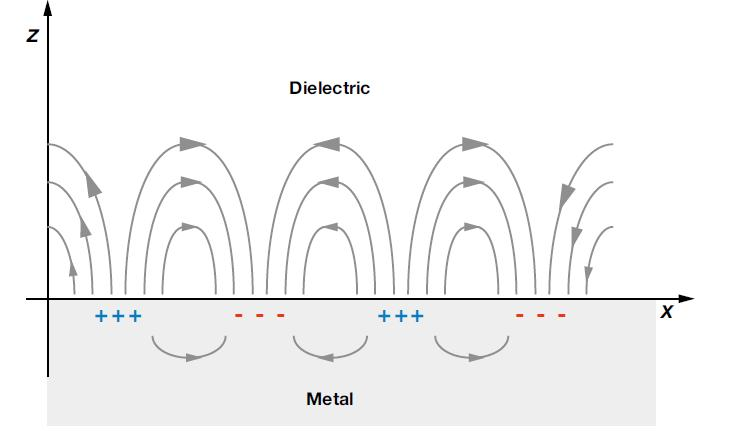 z
Dielectric
+++ - - - +++ - - -
x
Metal